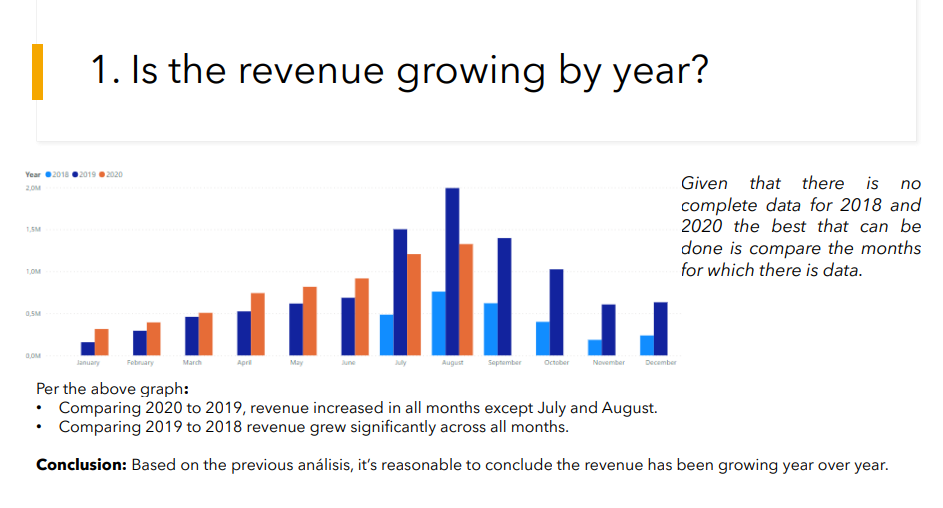 1. Is the revenue growing by year?
Year 2018 2019 2020
2,0M
1,5M
1,0M
0,5M
0,0M
January February March April May June July August September October November December
Given that there is no
complete data for 2018 and
2020 the best that can be
done is compare the months
for which there is data.
Per the above graph:
• Comparing 2020 to 2019, revenue increased in all months except July and August.
• Comparing 2019 to 2018 revenue grew significantly across all months.
Conclusion: Based on the previous análisis, it’s reasonable to conclude the revenue has been growing year over year.